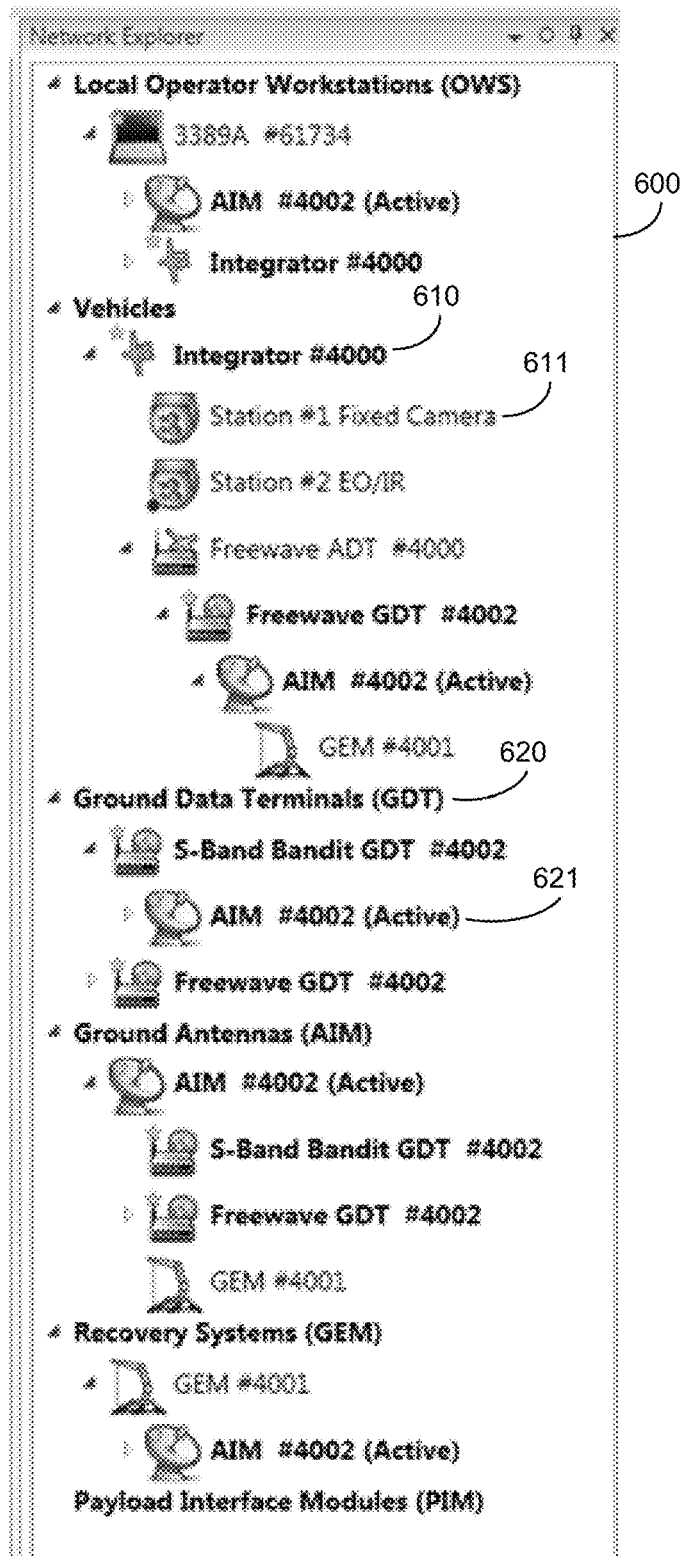 Network Explorer
Local Operator Workstations (OWS)
3389A #61734
600
AIM #4002 (Active)
Integrator #4000
Vehicles
610
Integrator #4000
611
Station #1 Fixed Camera
Station #2 EO/IR
Freewave ADT #4000
Freewave GDT #4002
AIM #4002 (Active)
GEM #4001
620
Ground Data Terminals (GDT)
S-Band Bandit GDT #4002
621
AIM #4002 (Active)
Freewave GDT #4002
Ground Antennas (AIM)
AIM #4002 (Active)
S-Band Bandit GDT #4002
Freewave GDT #4002
GEM #4001
Recovery Systems (GEM)
GEM #4001
AIM #4002 (Active)
Payload Interface Modules (PIM)